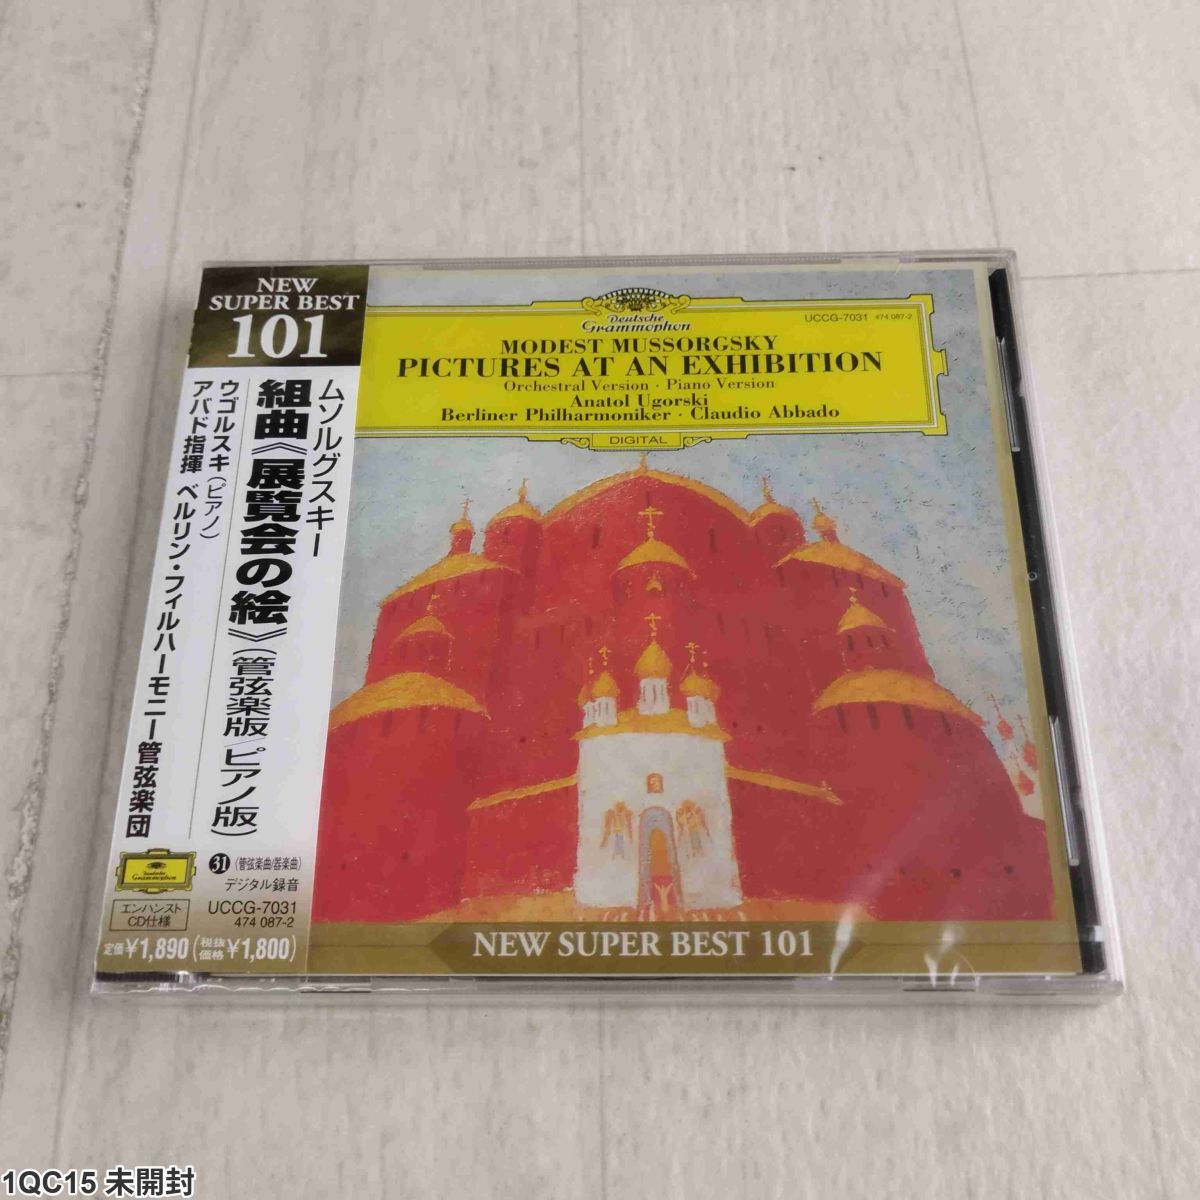 NEW
SUPER BEST
101
ムソルグスキー
組曲《展覧会の絵》(管弦楽版/ピアノ版)
ウゴルスキ(ピアノ)
アバド指揮 ベルリン・フィルハーモニー管弦楽団
Deutsche
Grammophon
31 (管弦楽曲/器楽曲)
デジタル録音
エンハンスト
CD仕様
UCCG-7031
474 087-2
定価¥1,890(税抜価格¥1,800)
Deutsche
Grammophon
UCCG-7031 474 087-2
MODEST MUSSORGSKY
PICTURES AT AN EXHIBITION
Orchestral Version · Piano Version
Anatol Ugorski
Berliner Philharmoniker · Claudio Abbado
DIGITAL
NEW SUPER BEST 101
1QC15 未開封